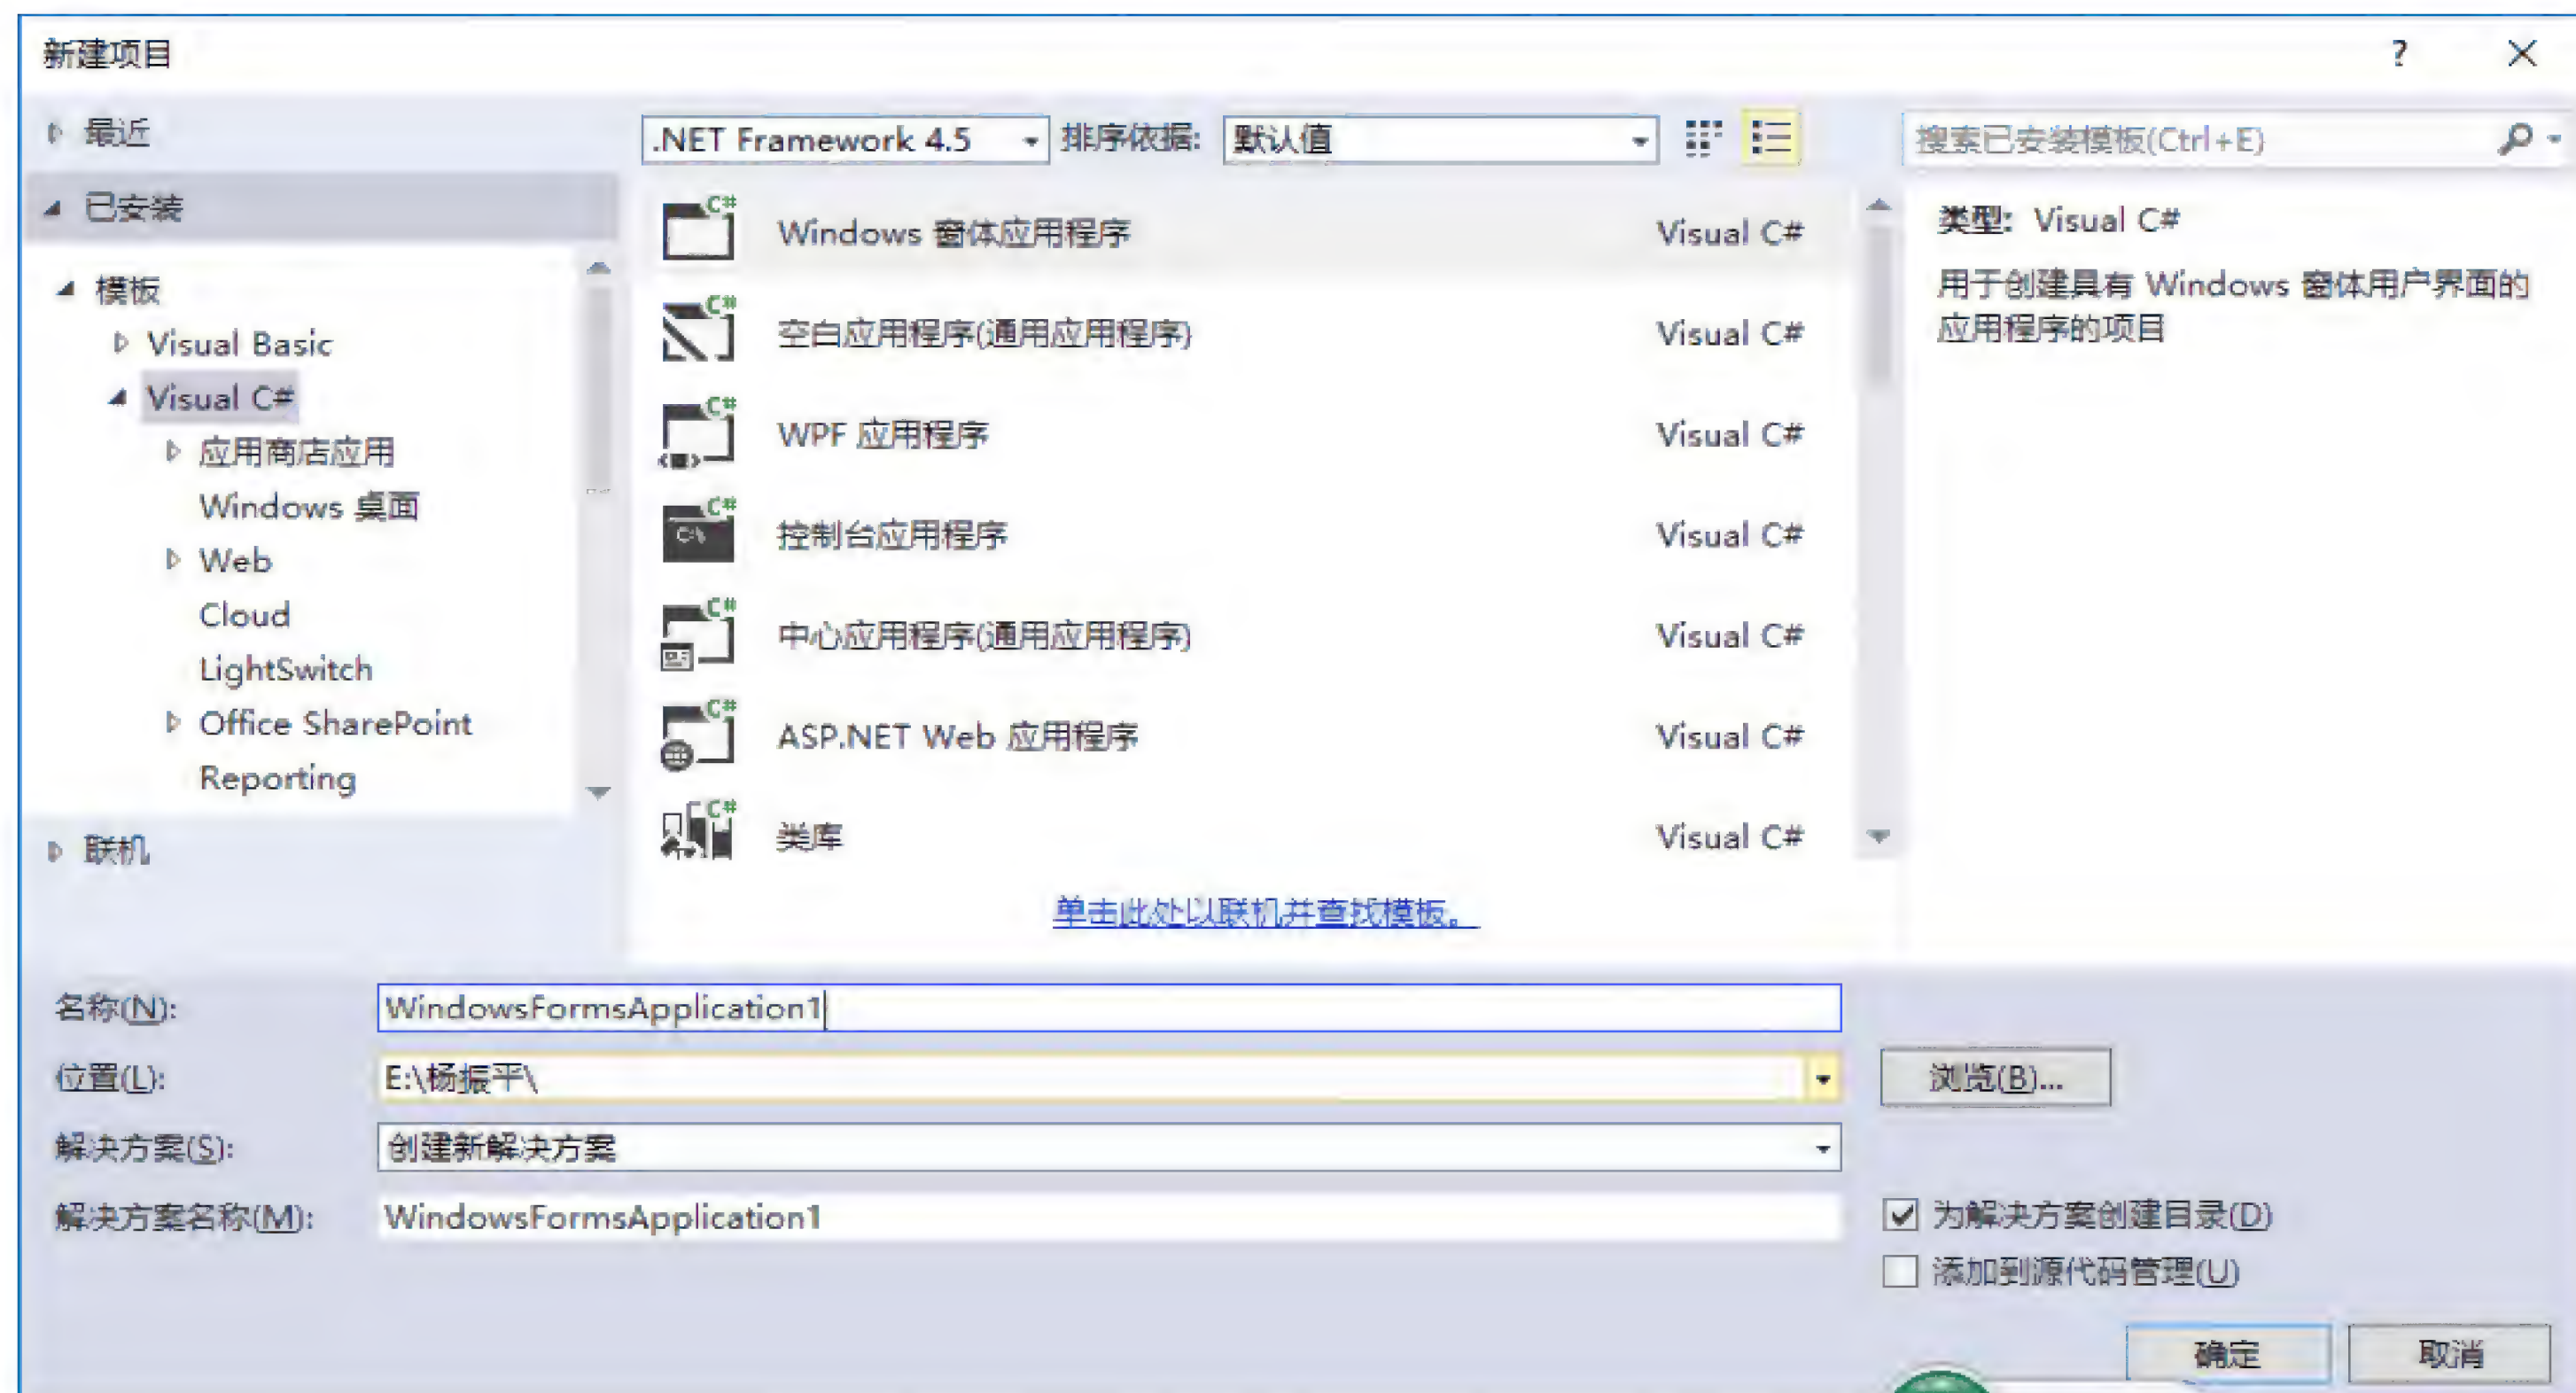 新建项目
? ×
最近
已安装
模板
Visual Basic
Visual C#
应用商店应用
Windows 桌面
Web
Cloud
LightSwitch
Office SharePoint
Reporting
联机
.NET Framework 4.5 排序依据: 默认值
Windows 窗体应用程序 Visual C#
空白应用程序(通用应用程序) Visual C#
WPF 应用程序 Visual C#
控制台应用程序 Visual C#
中心应用程序(通用应用程序) Visual C#
ASP.NET Web 应用程序 Visual C#
类库 Visual C#
单击此处以联机并查找模板。
搜索已安装模板(Ctrl+E)
类型: Visual C#
用于创建具有 Windows 窗体用户界面的
应用程序的项目
名称(N): WindowsFormsApplication1
位置(L): E:\杨振平\ 浏览(B)...
解决方案(S): 创建新解决方案
解决方案名称(M): WindowsFormsApplication1
为解决方案创建目录(D)
添加到源代码管理(U)
确定 取消